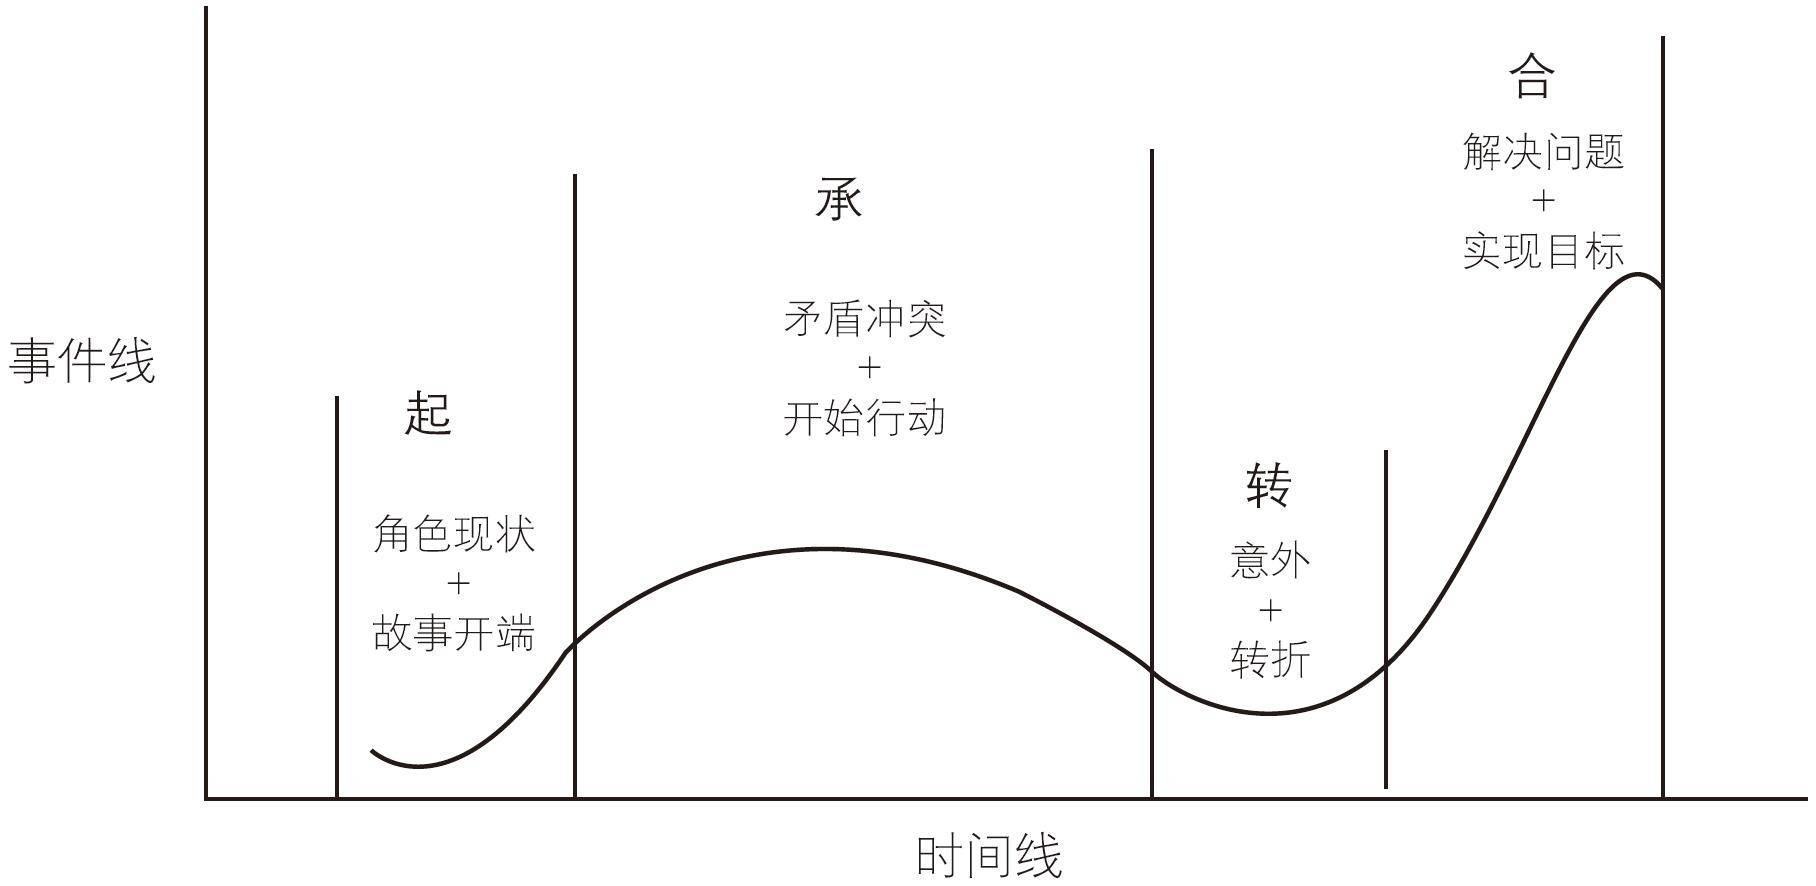 事件线
起
角色现状
+
故事开端
承
矛盾冲突
+
开始行动
转
意外
+
转折
合
解决问题
+
实现目标
时间线